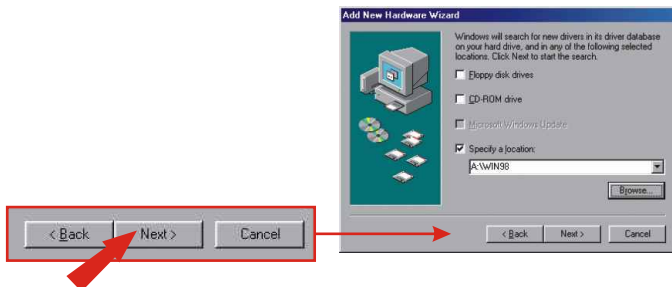 Add New Hardware Wizard
Windows will search for new drivers in its driver database
on your hard drive, and in any of the following selected
locations. Click Next to start the search.
Floppy disk drives
CD-ROM drive
Microsoft Windows Update
Specify a location:
A:\WIN98
Browse...
< Back Next > Cancel
< Back Next > Cancel